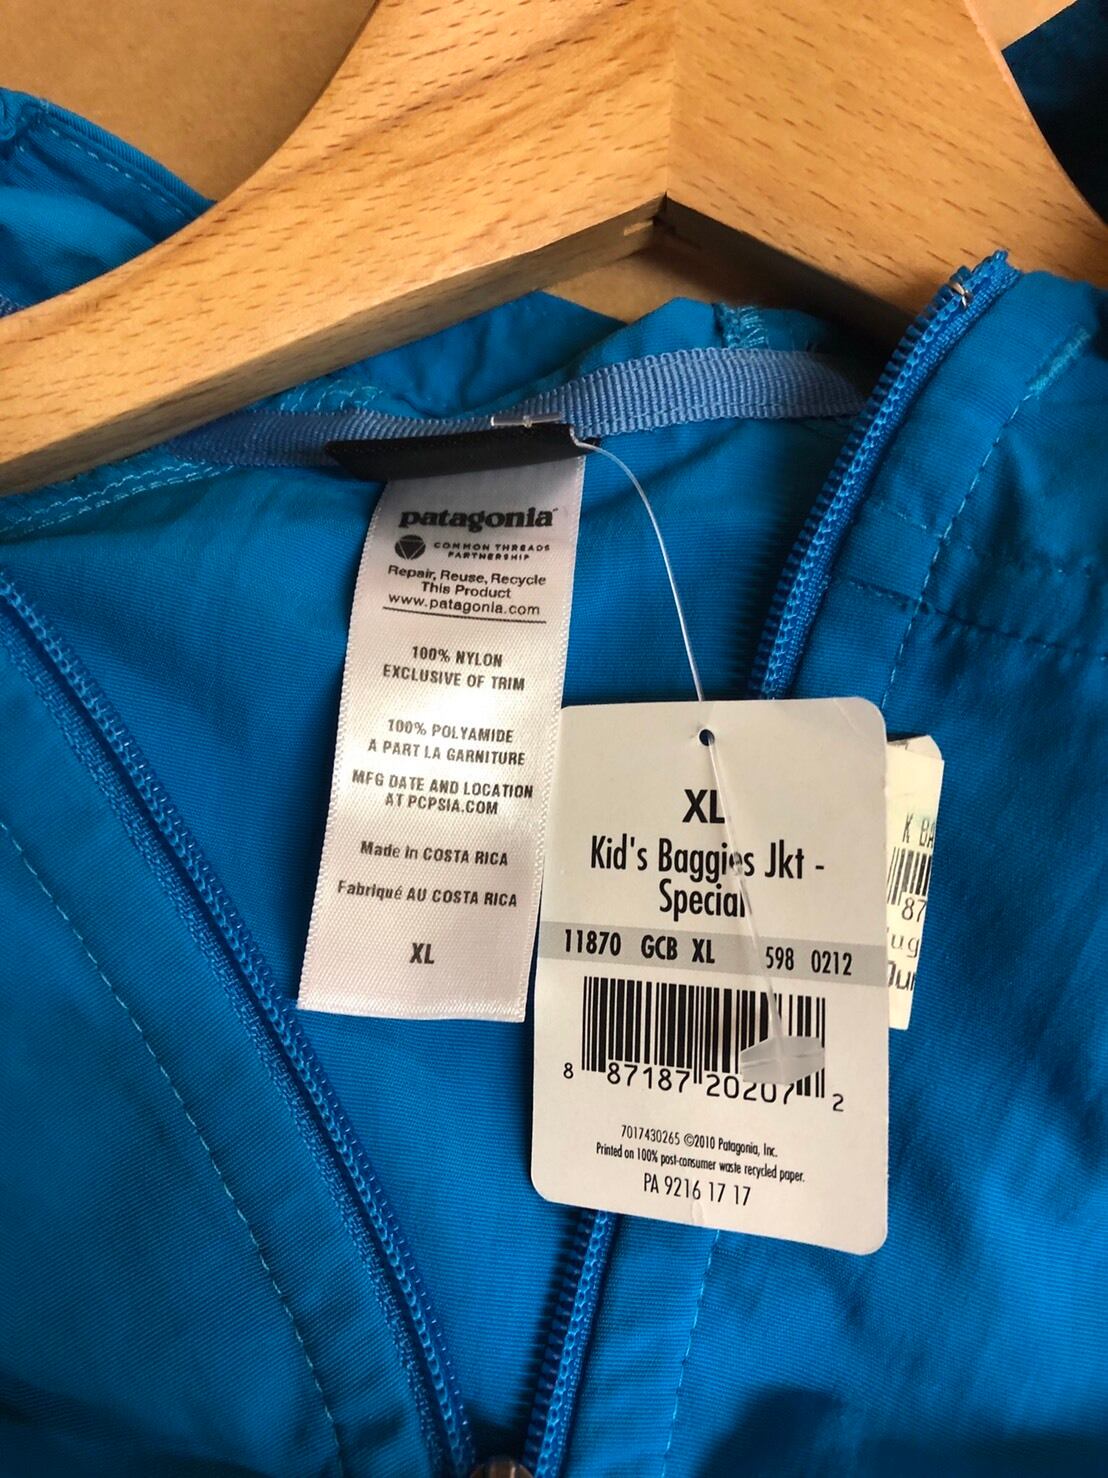 patagonia
COMMON THREADS
PARTNERSHIP
Repair, Reuse, Recycle
This Product
www.patagonia.com
100% NYLON
EXCLUSIVE OF TRIM
100% POLYAMIDE
A PART LA GARNITURE
MFG DATE AND LOCATION
AT PCPSIA.COM
Made in COSTA RICA
Fabriqué AU COSTA RICA
XL
XL
Kid's Baggies Jkt -
Special
11870 GCB XL 598 0212
8 87187 20207 2
7017430265 ©2010 Patagonia, Inc.
Printed on 100% post-consumer waste recycled paper.
PA 9216 17 17
K BA
87